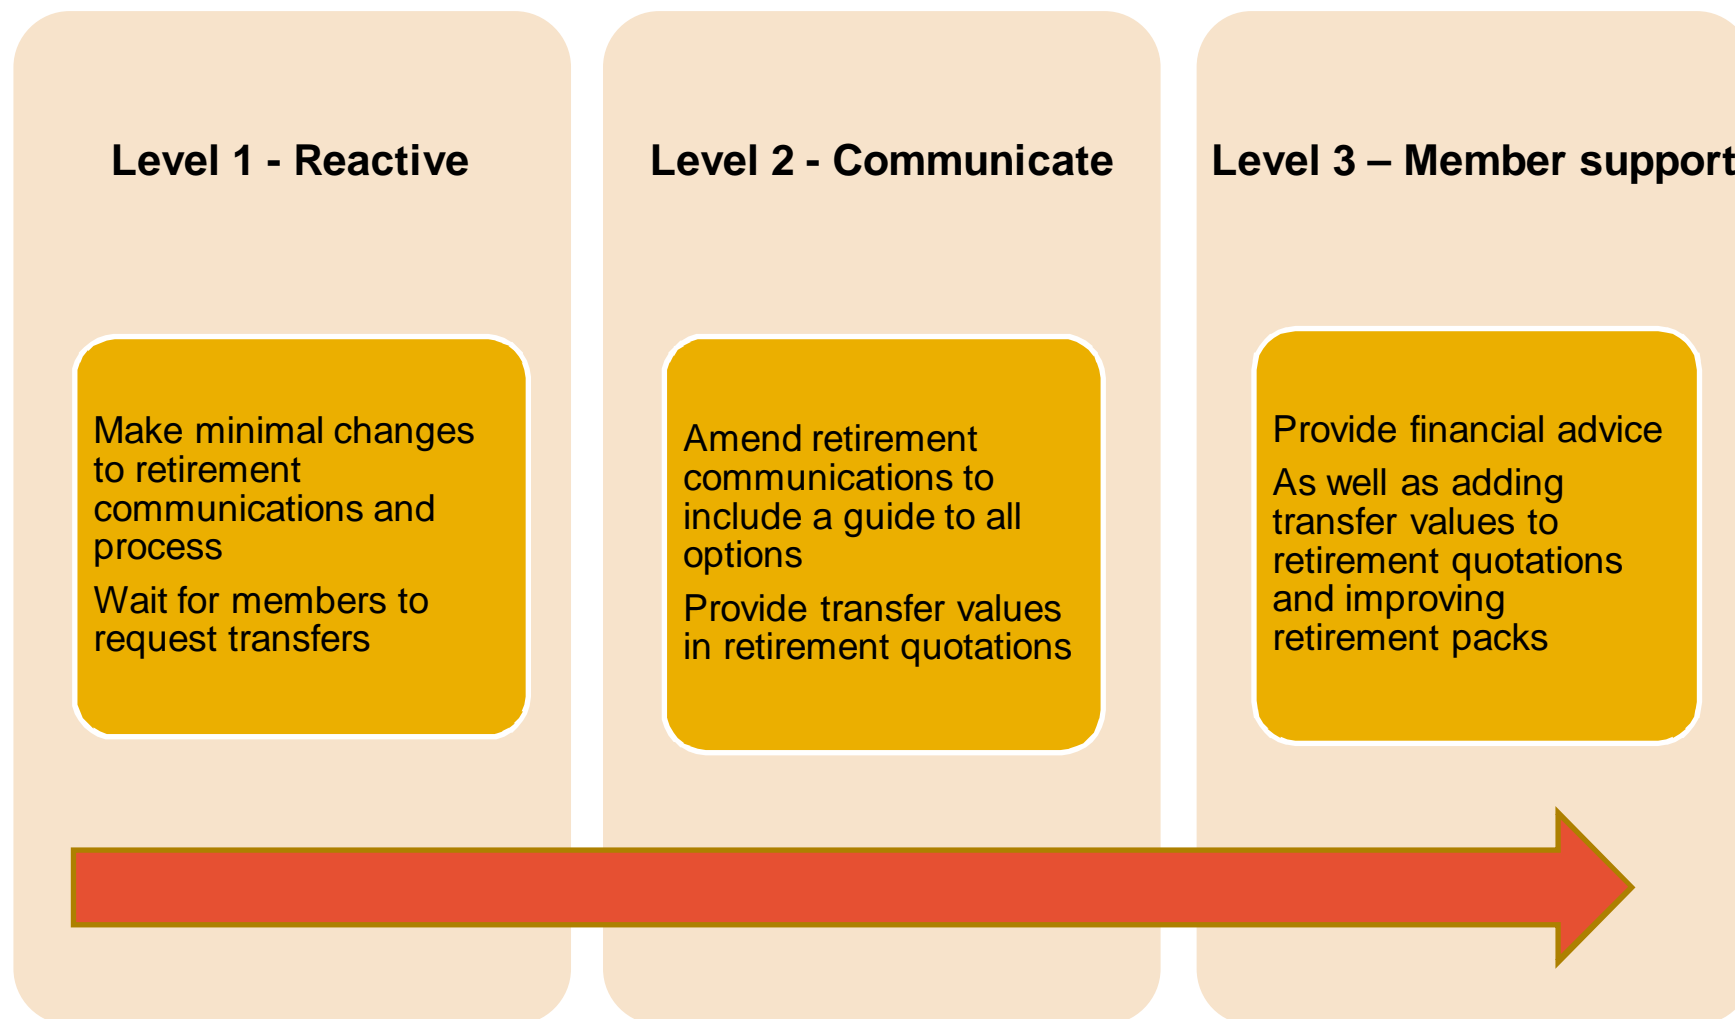 Level 1 - Reactive
Make minimal changes
to retirement
communications and
process
Wait for members to
request transfers
Level 2 - Communicate
Amend retirement
communications to
include a guide to all
options
Provide transfer values
in retirement quotations
Level 3 – Member support
Provide financial advice
As well as adding
transfer values to
retirement quotations
and improving
retirement packs